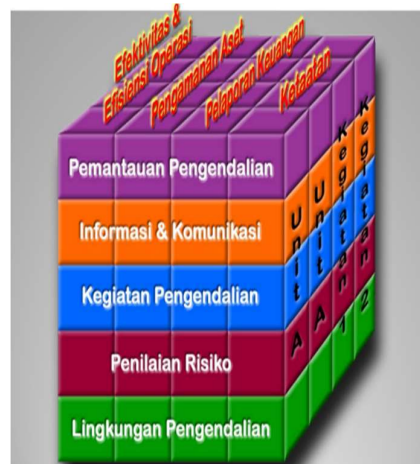 Efektivitas &
Efisiensi Operasi
Pengamanan Aset
Pelaporan Keuangan
Ketaatan
Pemantauan Pengendalian
Informasi & Komunikasi
Kegiatan Pengendalian
Penilaian Risiko
Lingkungan Pengendalian
Unit A
Unit A
Kegiatan 1
Kegiatan 2